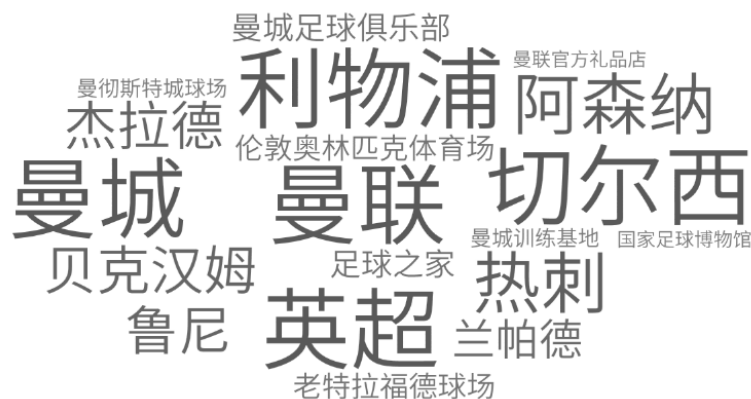 曼城足球俱乐部
利物浦
曼联官方礼品店
曼彻斯特城球场
阿森纳
杰拉德
伦敦奥林匹克体育场
曼城
曼联
切尔西
曼城训练基地
国家足球博物馆
贝克汉姆
足球之家
热刺
鲁尼
英超
兰帕德
老特拉福德球场